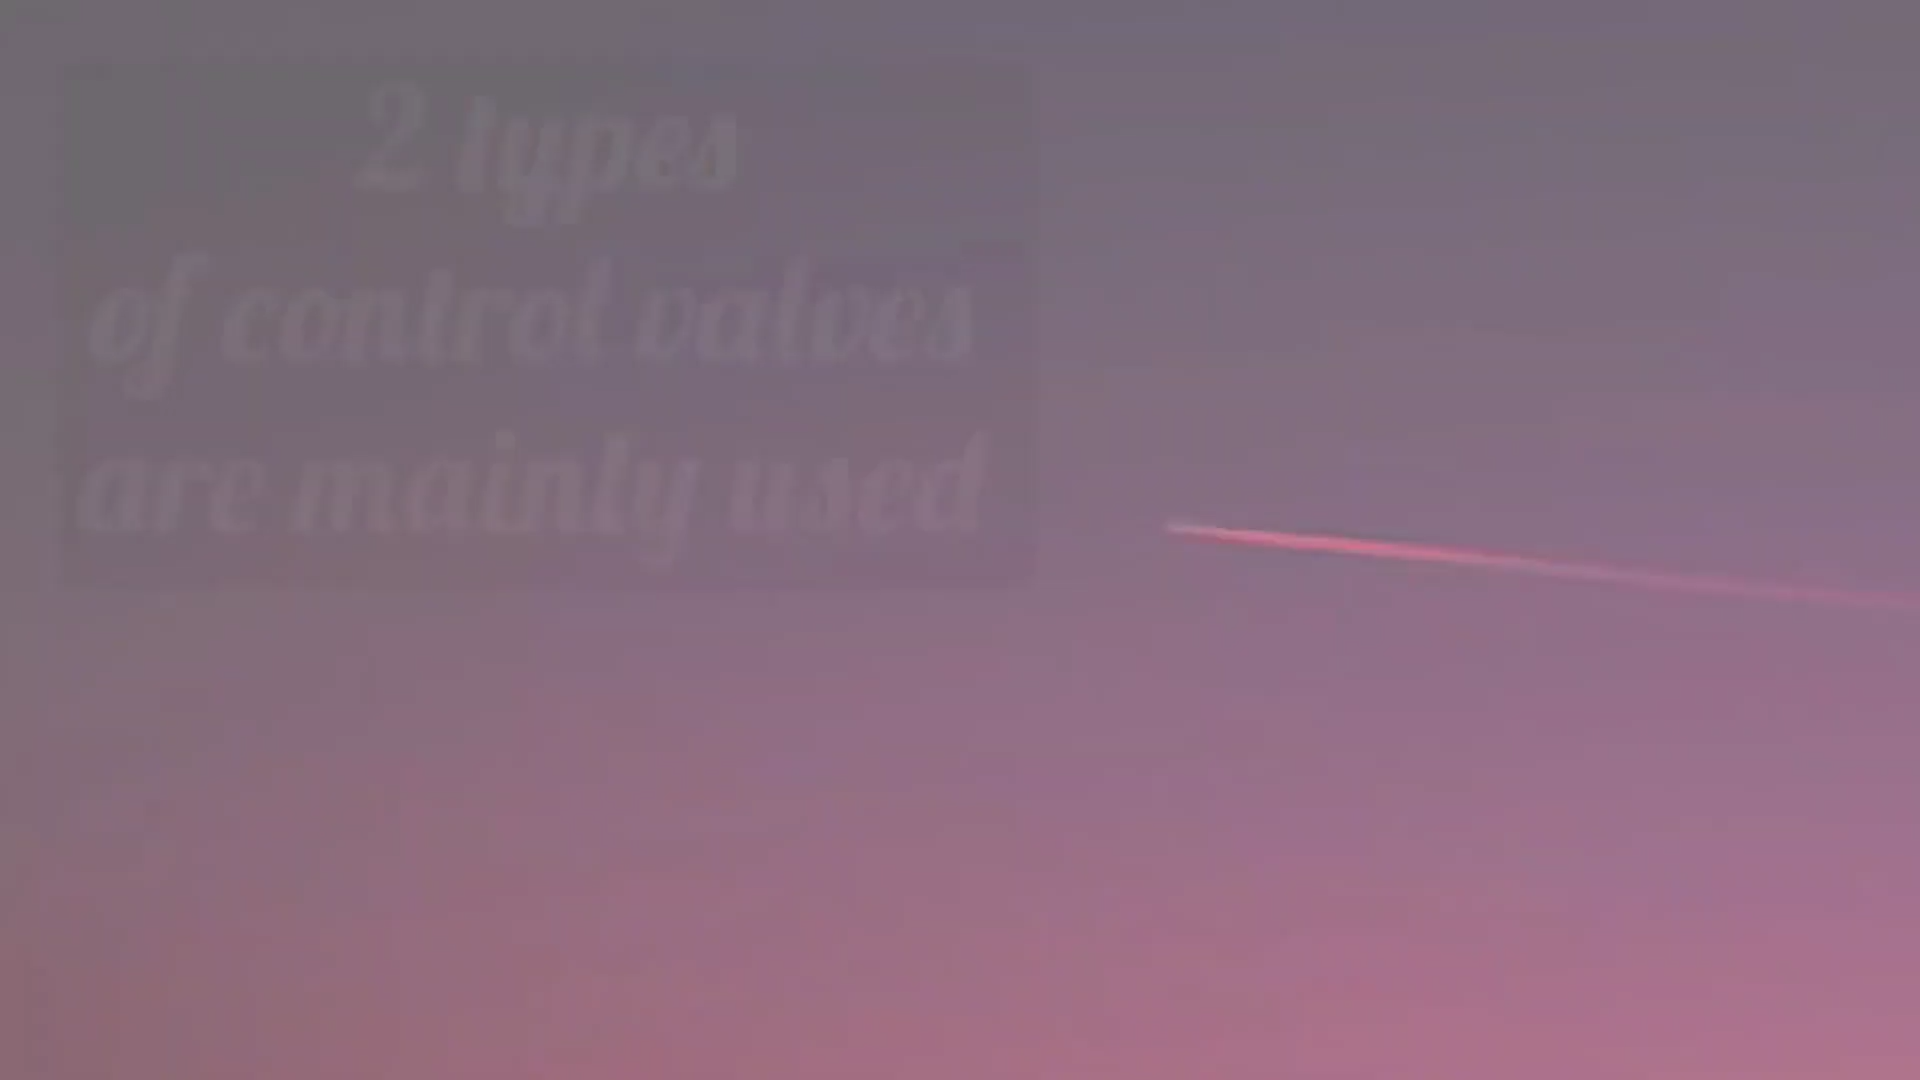 2 types
of control valves
are mainly used